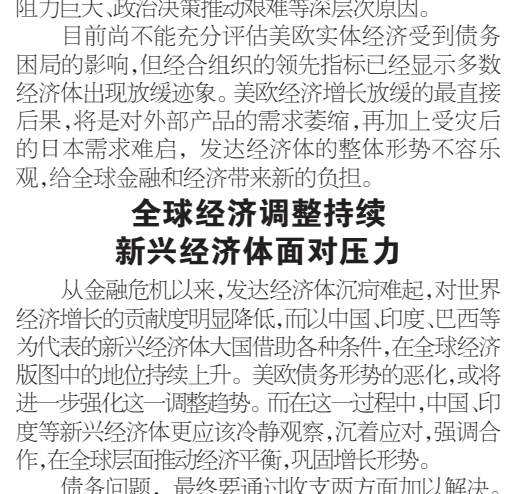 阻力巨大、政治决策推动艰难等深层次原因。
目前尚不能充分评估美欧实体经济受到债务
困局的影响,但经合组织的领先指标已经显示多数
经济体出现放缓迹象。美欧经济增长放缓的最直接
后果,将是对外部产品的需求萎缩,再加上受灾后
的日本需求难启，发达经济体的整体形势不容乐
观,给全球金融和经济带来新的负担。
全球经济调整持续
新兴经济体面对压力
从金融危机以来,发达经济体沉疴难起,对世界
经济增长的贡献度明显降低,而以中国、印度、巴西等
为代表的新兴经济体大国借助各种条件,在全球经济
版图中的地位持续上升。美欧债务形势的恶化,或将
进一步强化这一调整趋势。而在这一过程中,中国、印
度等新兴经济体更应该冷静观察,沉着应对,强调合
作,在全球层面推动经济平衡,巩固增长形势。
债务问题，最终要通过收支两方面加以解决。